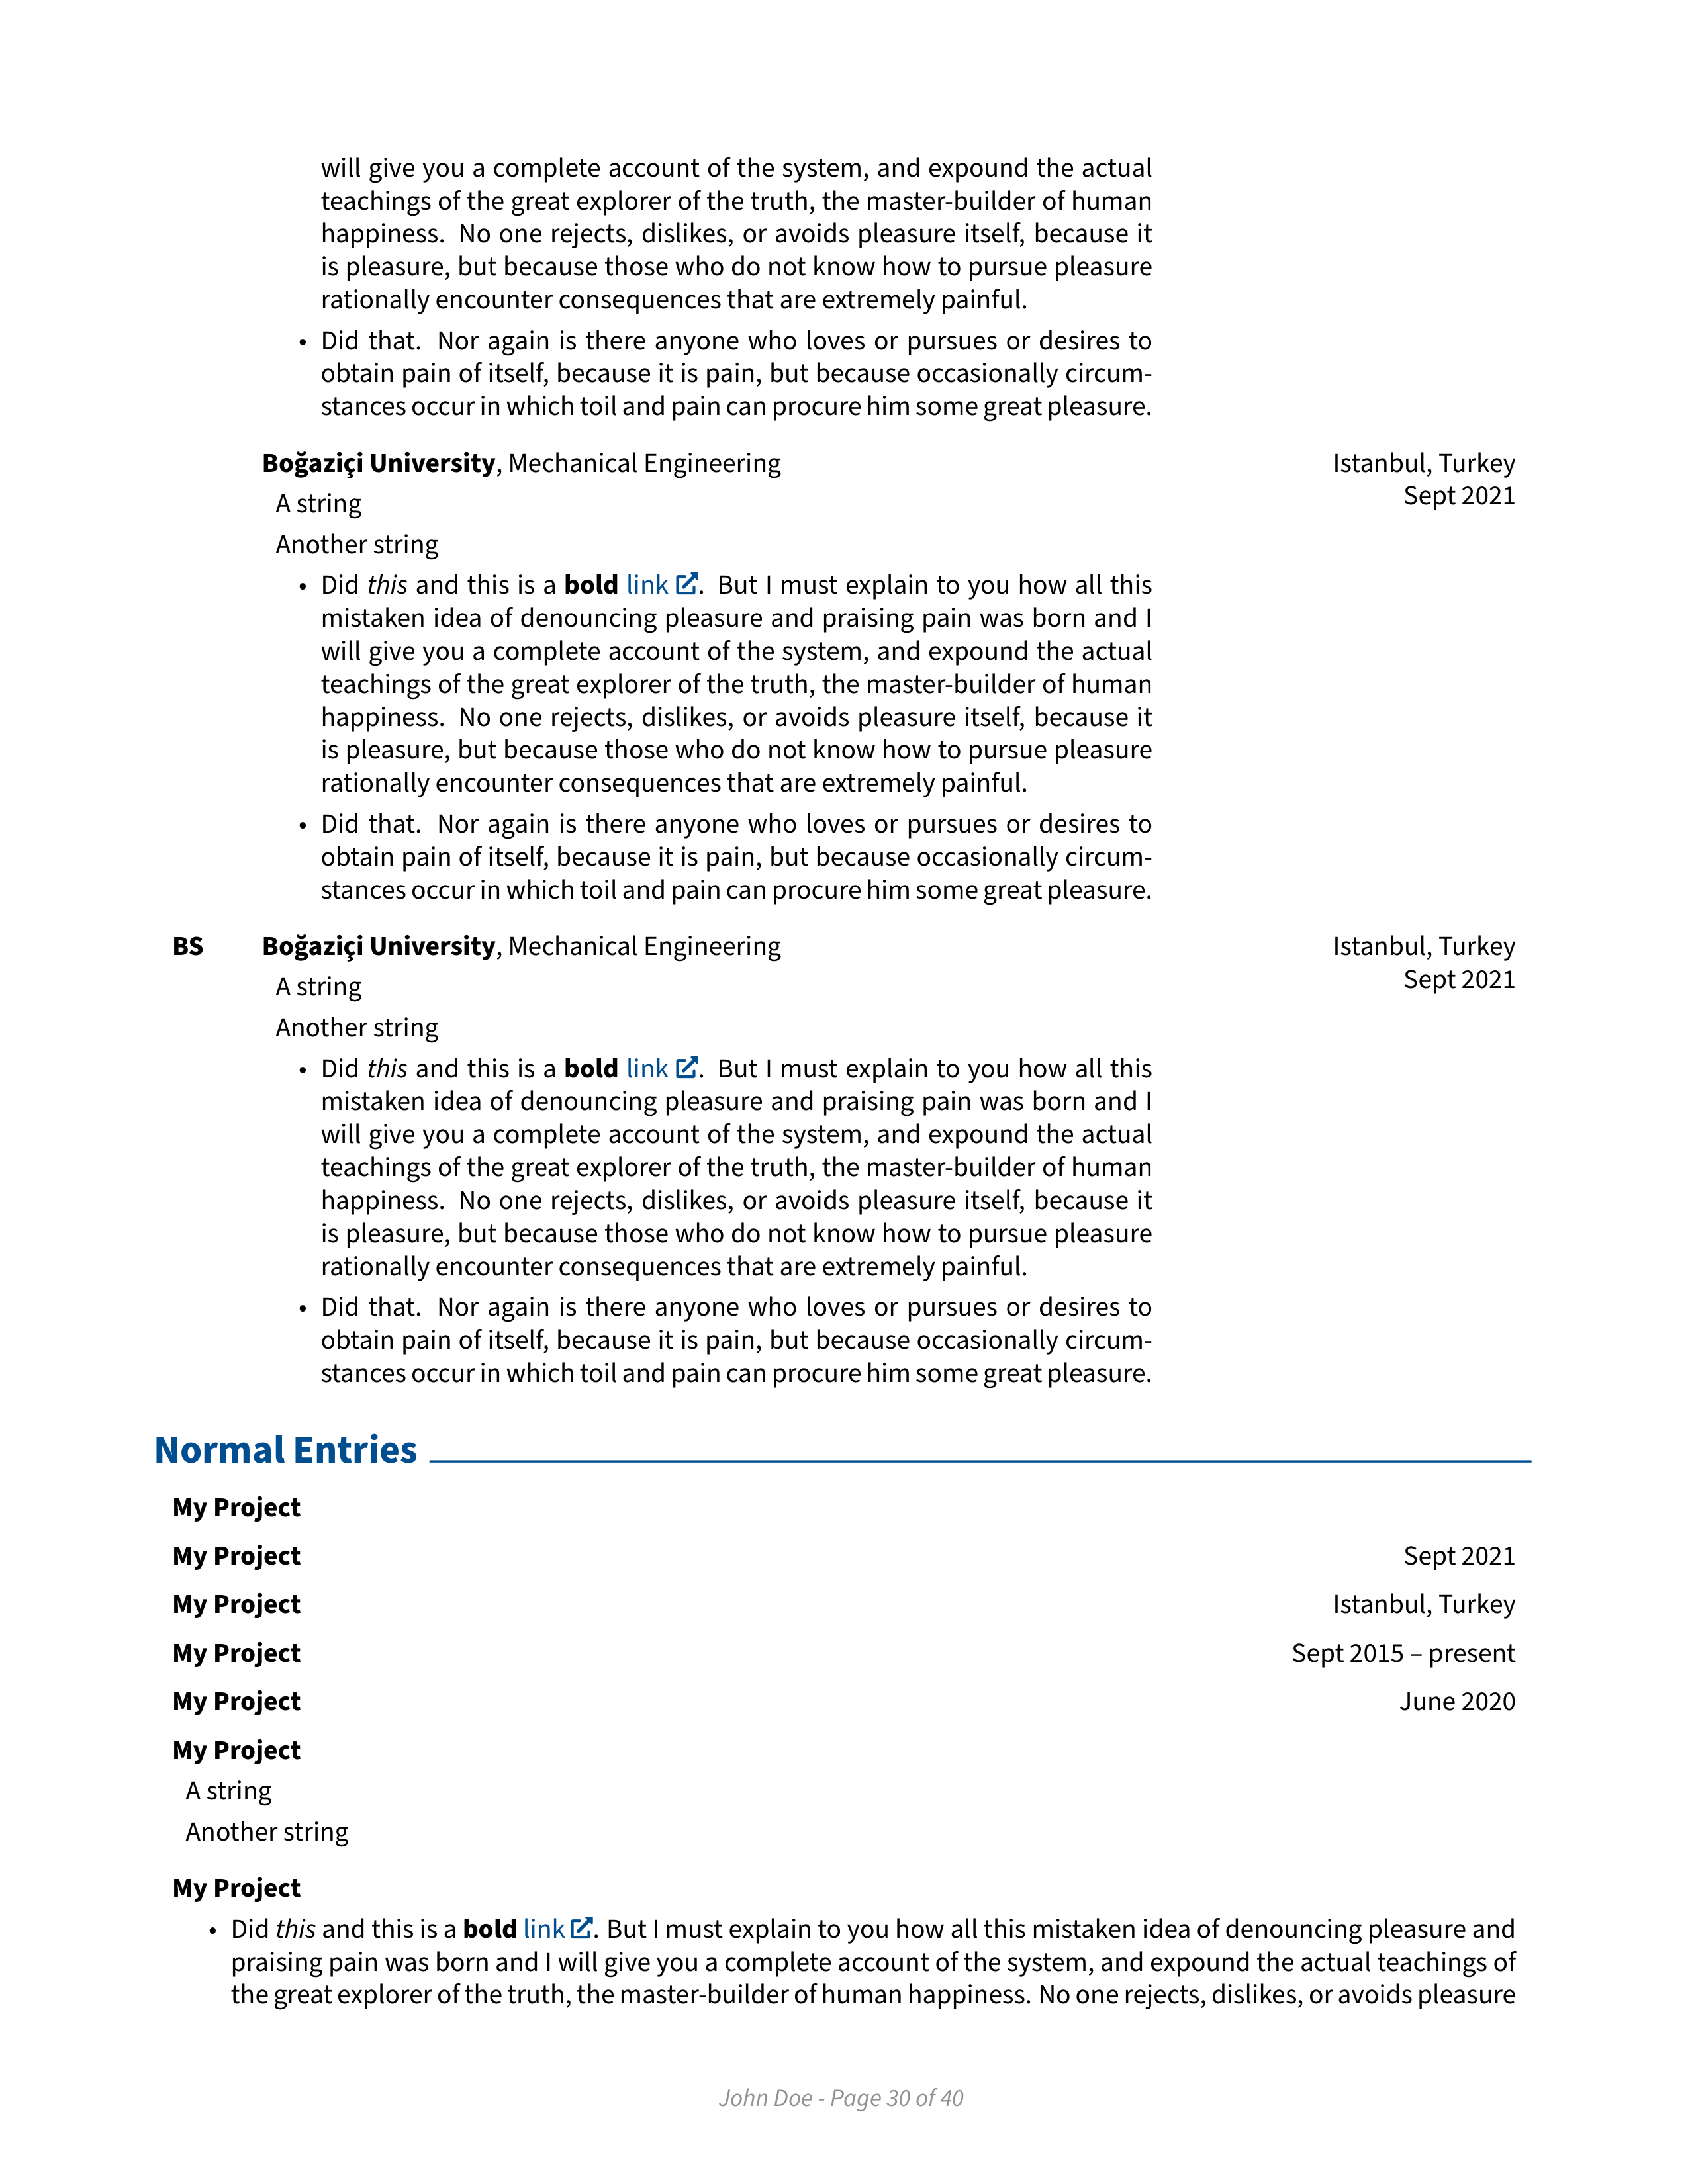 will give you a complete account of the system, and expound the actual
teachings of the great explorer of the truth, the master-builder of human
happiness. No one rejects, dislikes, or avoids pleasure itself, because it
is pleasure, but because those who do not know how to pursue pleasure
rationally encounter consequences that are extremely painful.
• Did that. Nor again is there anyone who loves or pursues or desires to
obtain pain of itself, because it is pain, but because occasionally circum-
stances occur in which toil and pain can procure him some great pleasure.
Boğaziçi University, Mechanical Engineering Istanbul, Turkey
Sept 2021
A string
Another string
• Did this and this is a bold link. But I must explain to you how all this
mistaken idea of denouncing pleasure and praising pain was born and I
will give you a complete account of the system, and expound the actual
teachings of the great explorer of the truth, the master-builder of human
happiness. No one rejects, dislikes, or avoids pleasure itself, because it
is pleasure, but because those who do not know how to pursue pleasure
rationally encounter consequences that are extremely painful.
• Did that. Nor again is there anyone who loves or pursues or desires to
obtain pain of itself, because it is pain, but because occasionally circum-
stances occur in which toil and pain can procure him some great pleasure.
BS Boğaziçi University, Mechanical Engineering Istanbul, Turkey
Sept 2021
A string
Another string
• Did this and this is a bold link. But I must explain to you how all this
mistaken idea of denouncing pleasure and praising pain was born and I
will give you a complete account of the system, and expound the actual
teachings of the great explorer of the truth, the master-builder of human
happiness. No one rejects, dislikes, or avoids pleasure itself, because it
is pleasure, but because those who do not know how to pursue pleasure
rationally encounter consequences that are extremely painful.
• Did that. Nor again is there anyone who loves or pursues or desires to
obtain pain of itself, because it is pain, but because occasionally circum-
stances occur in which toil and pain can procure him some great pleasure.
Normal Entries
My Project
My Project Sept 2021
My Project Istanbul, Turkey
My Project Sept 2015 – present
My Project June 2020
My Project
A string
Another string
My Project
• Did this and this is a bold link. But I must explain to you how all this mistaken idea of denouncing pleasure and
praising pain was born and I will give you a complete account of the system, and expound the actual teachings of
the great explorer of the truth, the master-builder of human happiness. No one rejects, dislikes, or avoids pleasure
John Doe - Page 30 of 40